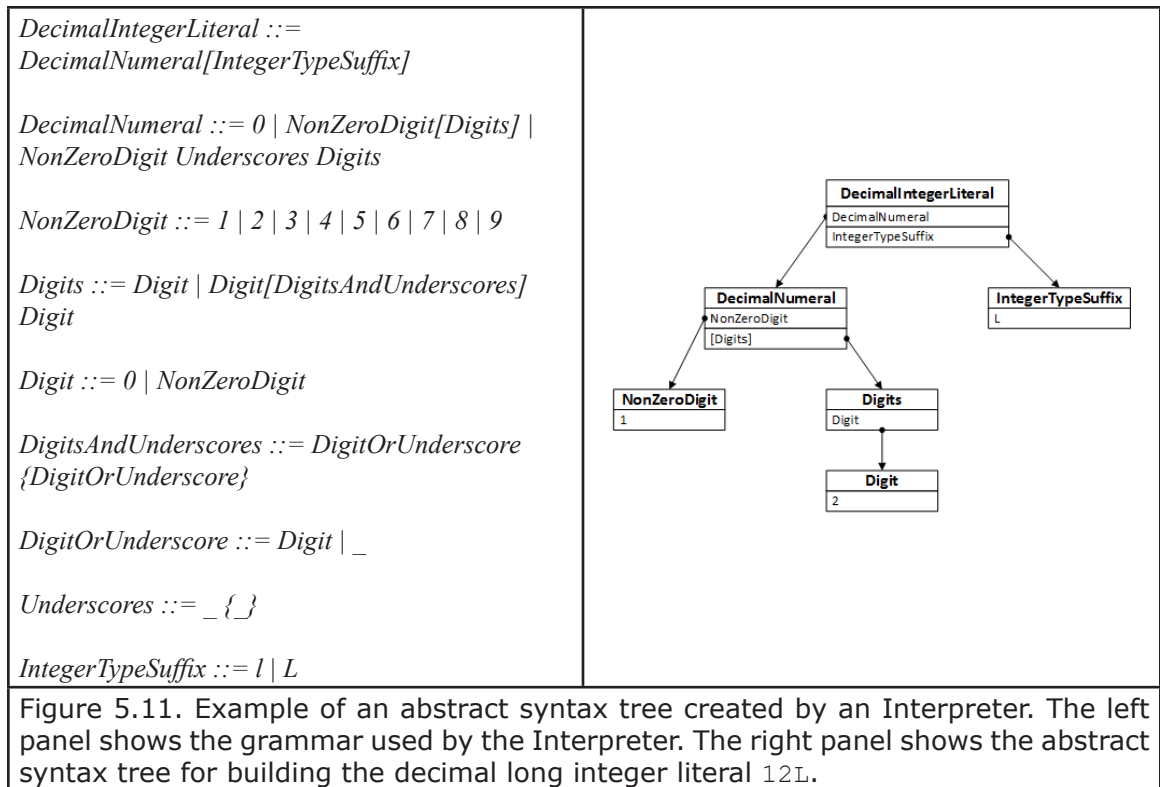 DecimalIntegerLiteral ::=
DecimalNumeral[IntegerTypeSuffix]
DecimalNumeral ::= 0 | NonZeroDigit[Digits] |
NonZeroDigit Underscores Digits
NonZeroDigit ::= 1 | 2 | 3 | 4 | 5 | 6 | 7 | 8 | 9
Digits ::= Digit | Digit[DigitsAndUnderscores]
Digit
Digit ::= 0 | NonZeroDigit
DigitsAndUnderscores ::= DigitOrUnderscore
{DigitOrUnderscore}
DigitOrUnderscore ::= Digit | _
Underscores ::= _ {_}
IntegerTypeSuffix ::= l | L
DecimalIntegerLiteral
DecimalNumeral
IntegerTypeSuffix
DecimalNumeral
NonZeroDigit
[Digits]
IntegerTypeSuffix
L
NonZeroDigit
1
Digits
Digit
Digit
2
Figure 5.11. Example of an abstract syntax tree created by an Interpreter. The left
panel shows the grammar used by the Interpreter. The right panel shows the abstract
syntax tree for building the decimal long integer literal 12L.